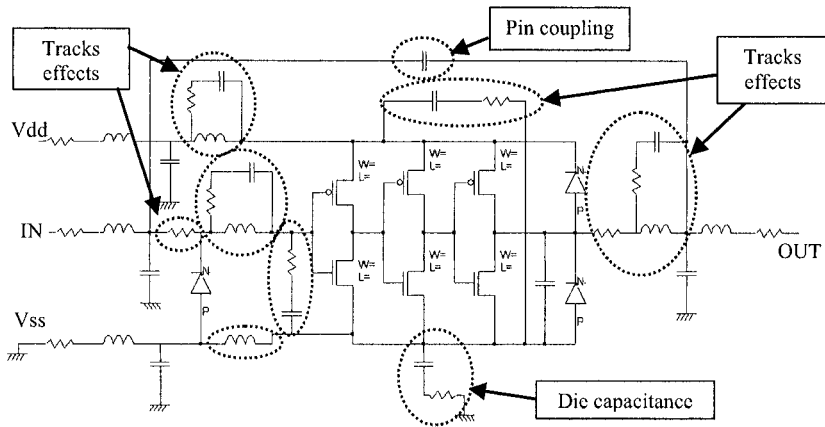 Pin coupling
Tracks
effects
Tracks
effects
Vdd
W=
L=
W=
L=
W=
L=
N
P
IN
OUT
N
P
W=
L=
W=
L=
W=
L=
N
P
Vss
Die capacitance